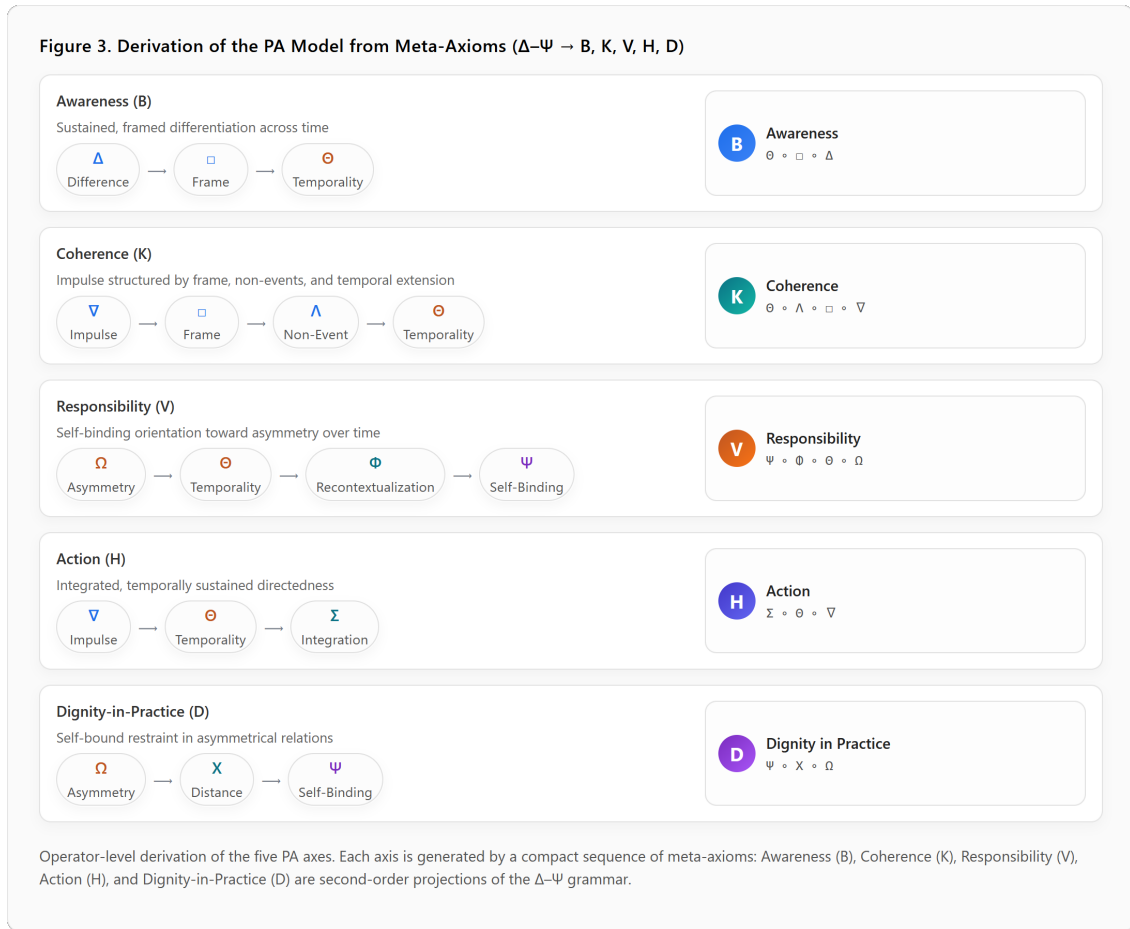 Figure 3. Derivation of the PA Model from Meta-Axioms (Δ–Ψ → B, K, V, H, D)
Awareness (B)
Sustained, framed differentiation across time
Δ → □ → Θ
Difference Frame Temporality
B
Awareness
Θ ∘ □ ∘ Δ
Coherence (K)
Impulse structured by frame, non-events, and temporal extension
∇ → □ → Λ → Θ
Impulse Frame Non-Event Temporality
K
Coherence
Θ ∘ Λ ∘ □ ∘ ∇
Responsibility (V)
Self-binding orientation toward asymmetry over time
Ω → Θ → Φ → Ψ
Asymmetry Temporality Recontextualization Self-Binding
V
Responsibility
Ψ ∘ Φ ∘ Θ ∘ Ω
Action (H)
Integrated, temporally sustained directedness
∇ → Θ → Σ
Impulse Temporality Integration
H
Action
Σ ∘ Θ ∘ ∇
Dignity-in-Practice (D)
Self-bound restraint in asymmetrical relations
Ω → Χ → Ψ
Asymmetry Distance Self-Binding
D
Dignity in Practice
Ψ ∘ Χ ∘ Ω
Operator-level derivation of the five PA axes. Each axis is generated by a compact sequence of meta-axioms: Awareness (B), Coherence (K), Responsibility (V),
Action (H), and Dignity-in-Practice (D) are second-order projections of the Δ–Ψ grammar.